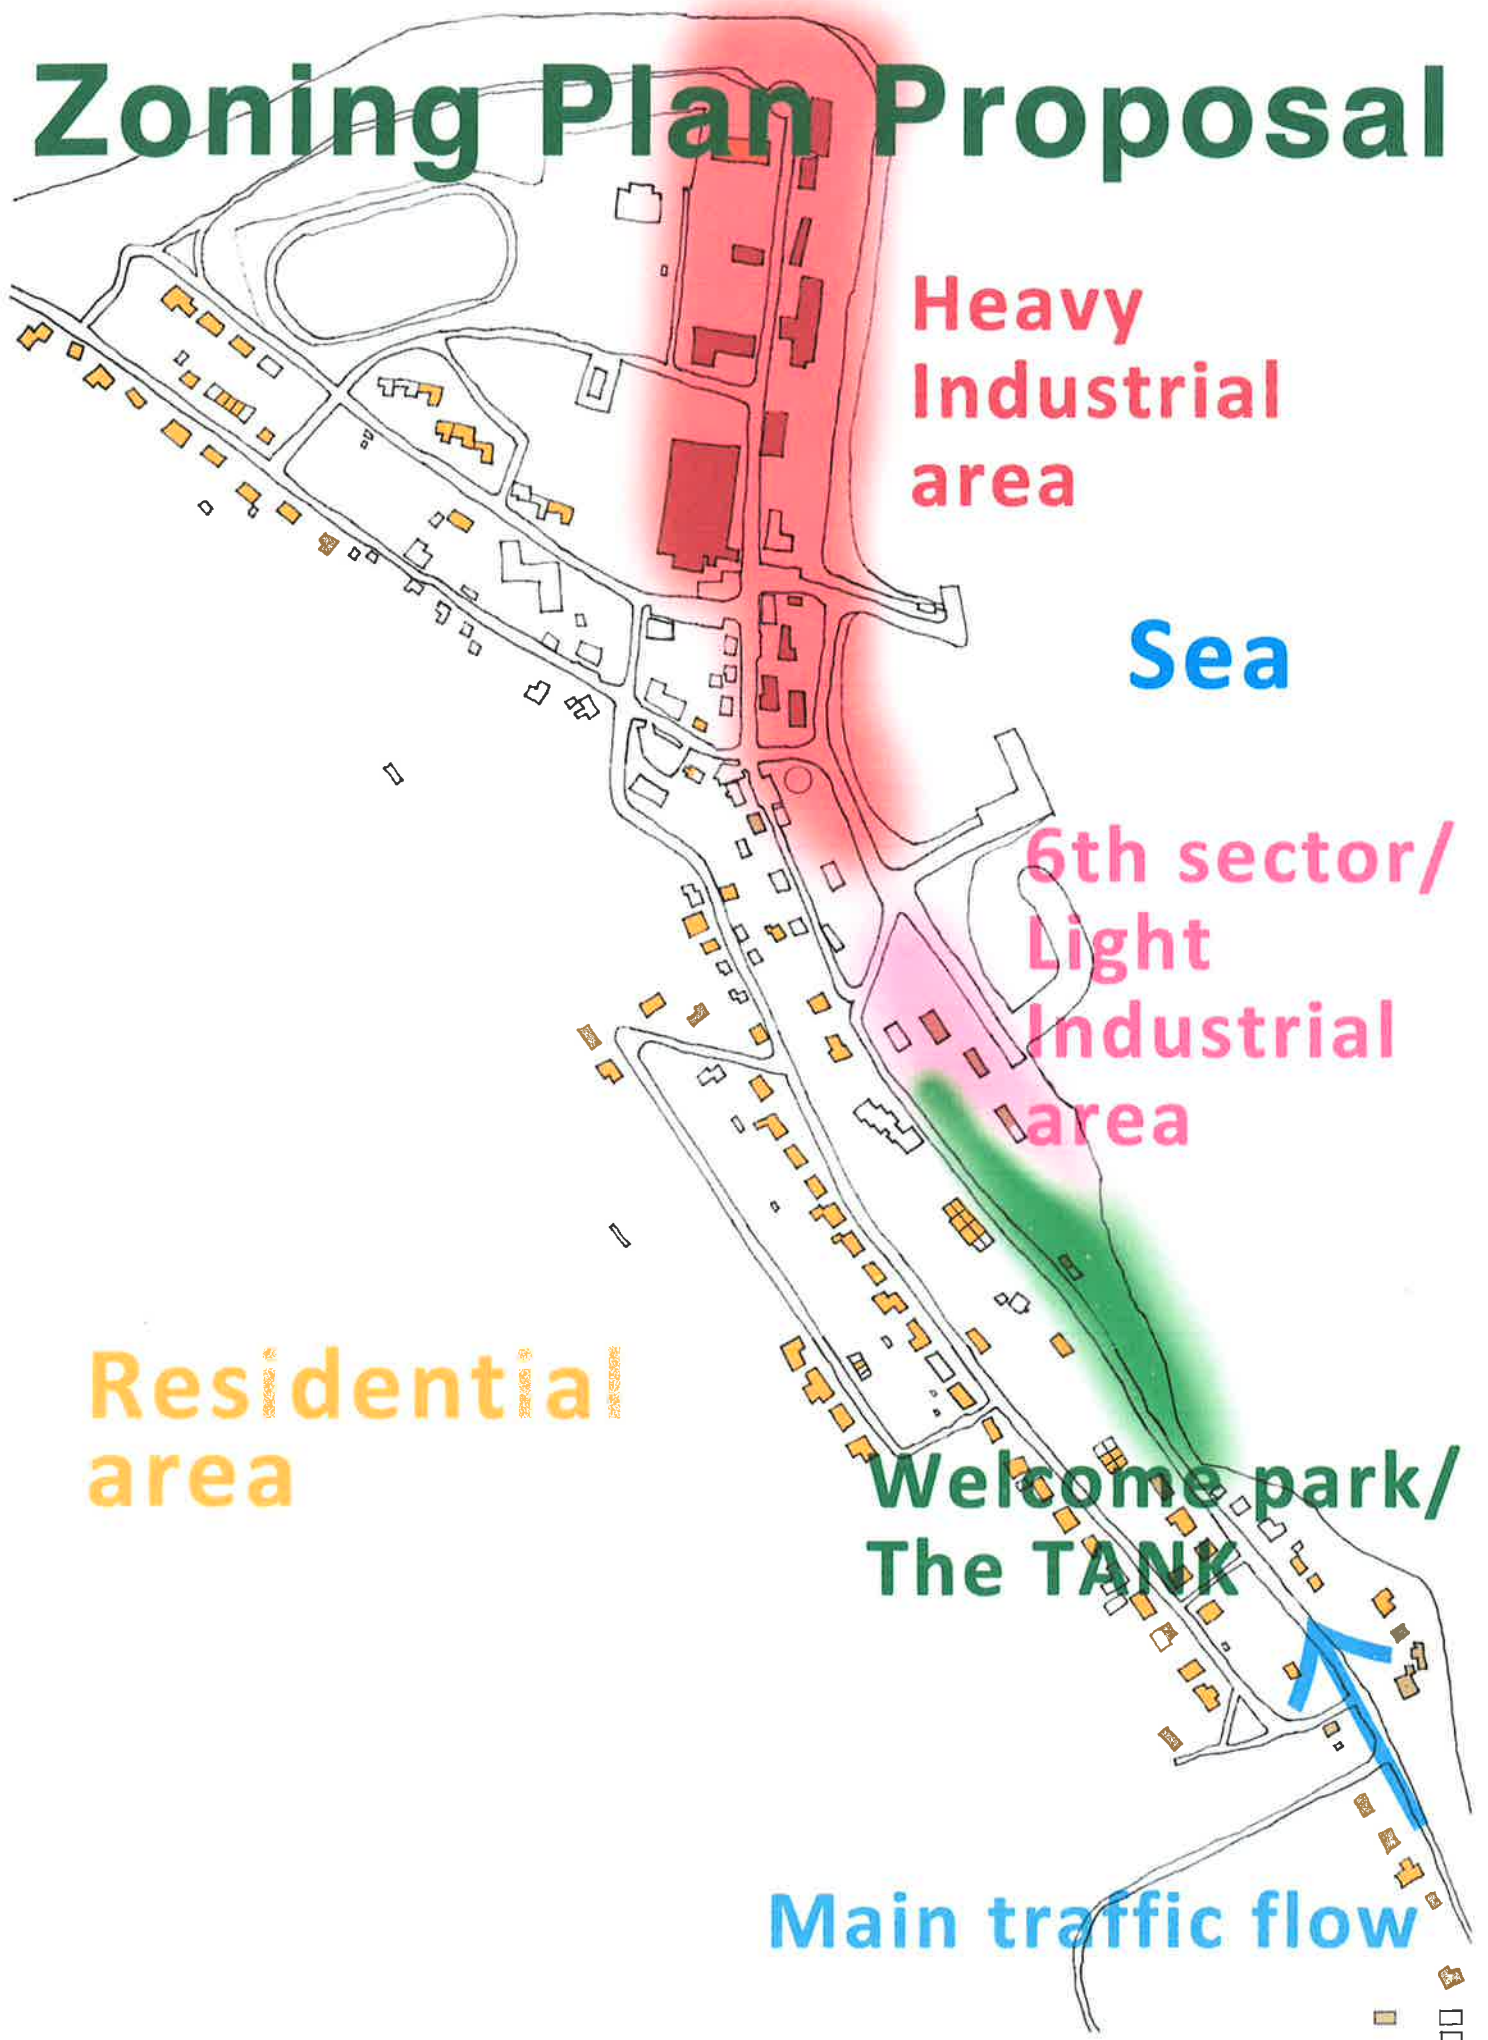 Zoning Plan Proposal
Heavy
Industrial
area
Sea
6th sector/
Light
Industrial
area
Residential
area
Welcome park/
The TANK
Main traffic flow